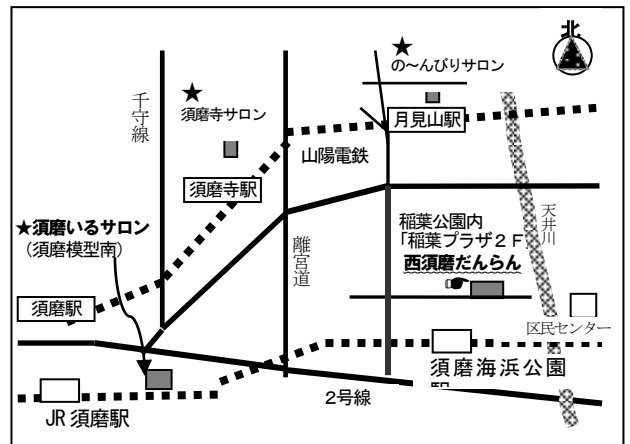 北
★
の～んびりサロン
★
須磨寺サロン
千守線
月見山駅
山陽電鉄
須磨寺駅
★須磨いるサロン
（須磨模型南）
離宮道
稲葉公園内
「稲葉プラザ２F
西須磨だんらん
天井川
須磨駅
区民センター
須磨海浜公園
駅
2号線
JR 須磨駅